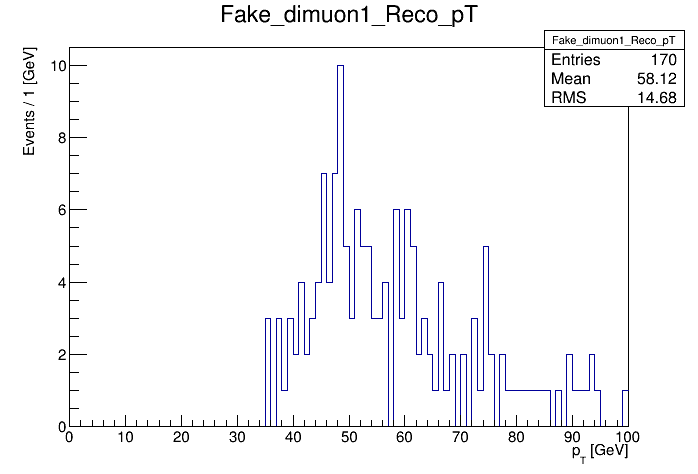 Fake_dimuon1_Reco_pT
Fake_dimuon1_Reco_pT
Entries 170
Mean 58.12
RMS 14.68
Events / 1 [GeV]
10
8
6
4
2
0
0 10 20 30 40 50 60 70 80 90 100
p_T [GeV]